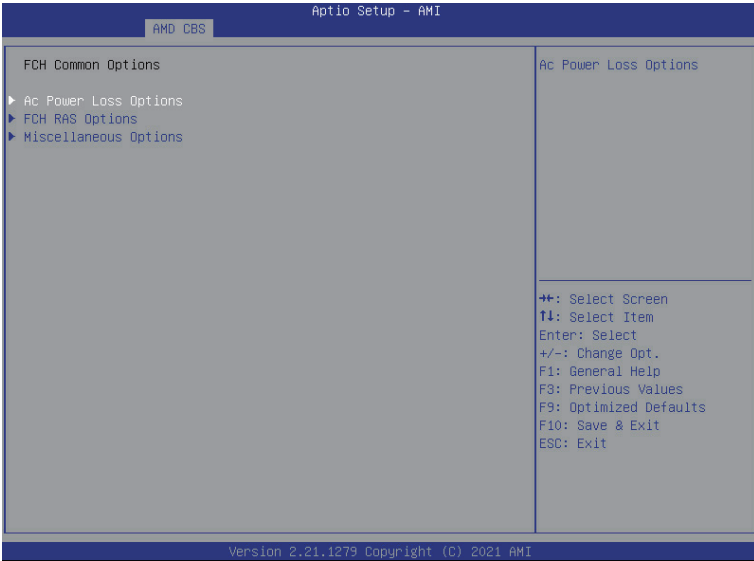 Aptio Setup – AMI
AMD CBS
FCH Common Options
Ac Power Loss Options
FCH RAS Options
Miscellaneous Options
Ac Power Loss Options
→←: Select Screen
↑↓: Select Item
Enter: Select
+/-: Change Opt.
F1: General Help
F3: Previous Values
F9: Optimized Defaults
F10: Save & Exit
ESC: Exit
Version 2.21.1279 Copyright (C) 2021 AMI